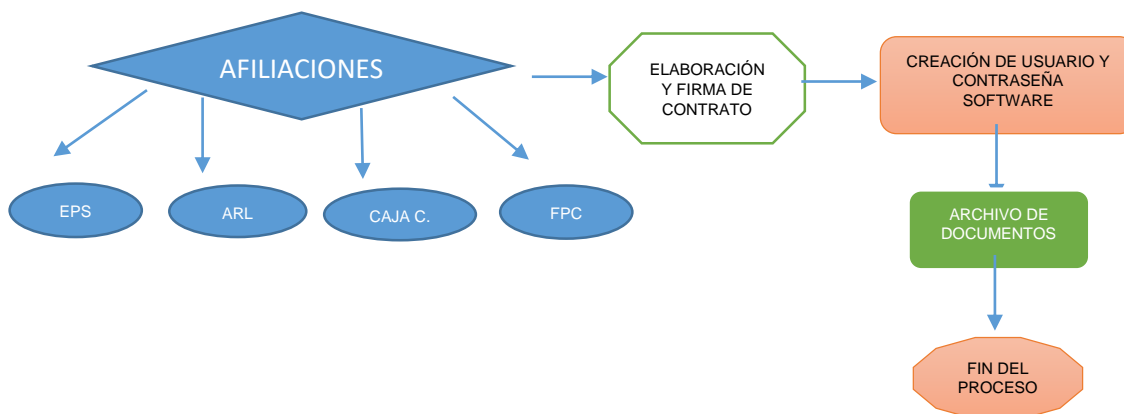 AFILIACIONES
ELABORACIÓN
Y FIRMA DE
CONTRATO
CREACIÓN DE USUARIO Y
CONTRASEÑA
SOFTWARE
EPS
ARL
CAJA C.
FPC
ARCHIVO DE
DOCUMENTOS
FIN DEL
PROCESO